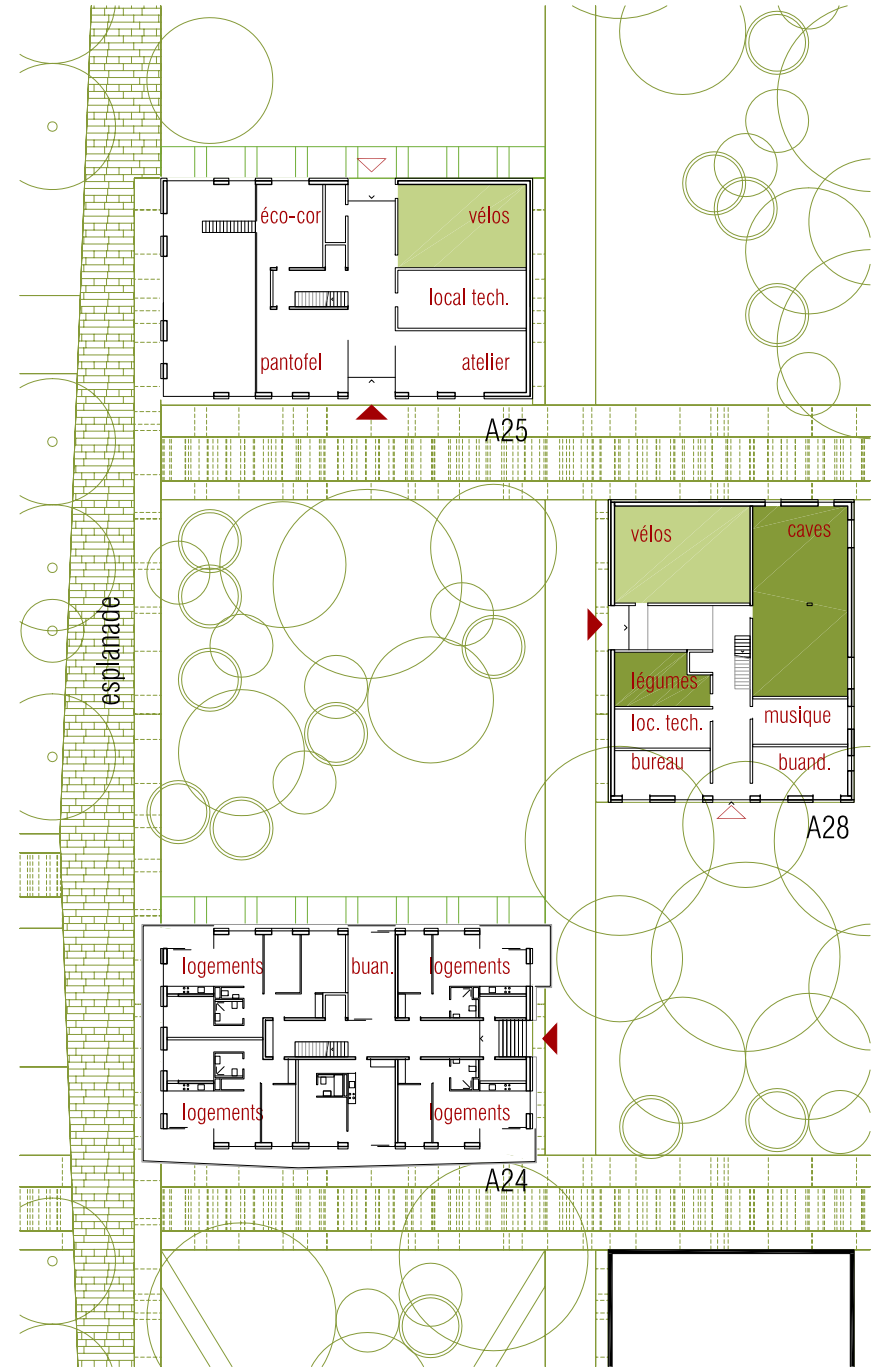 éco-cor
vélos
local tech.
pantofel
atelier
A25
vélos
caves
esplanade
légumes
loc. tech.
musique
bureau
buand.
A28
logements
buan.
logements
logements
logements
A24